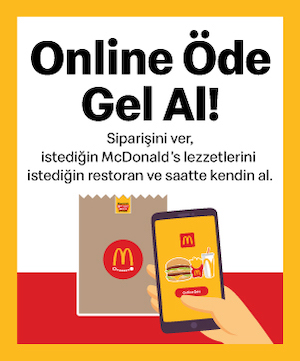 Online Öde
Gel Al!
Siparişini ver,
istediğin McDonald's lezzetlerini
istediğin restoran ve saatte kendin al.